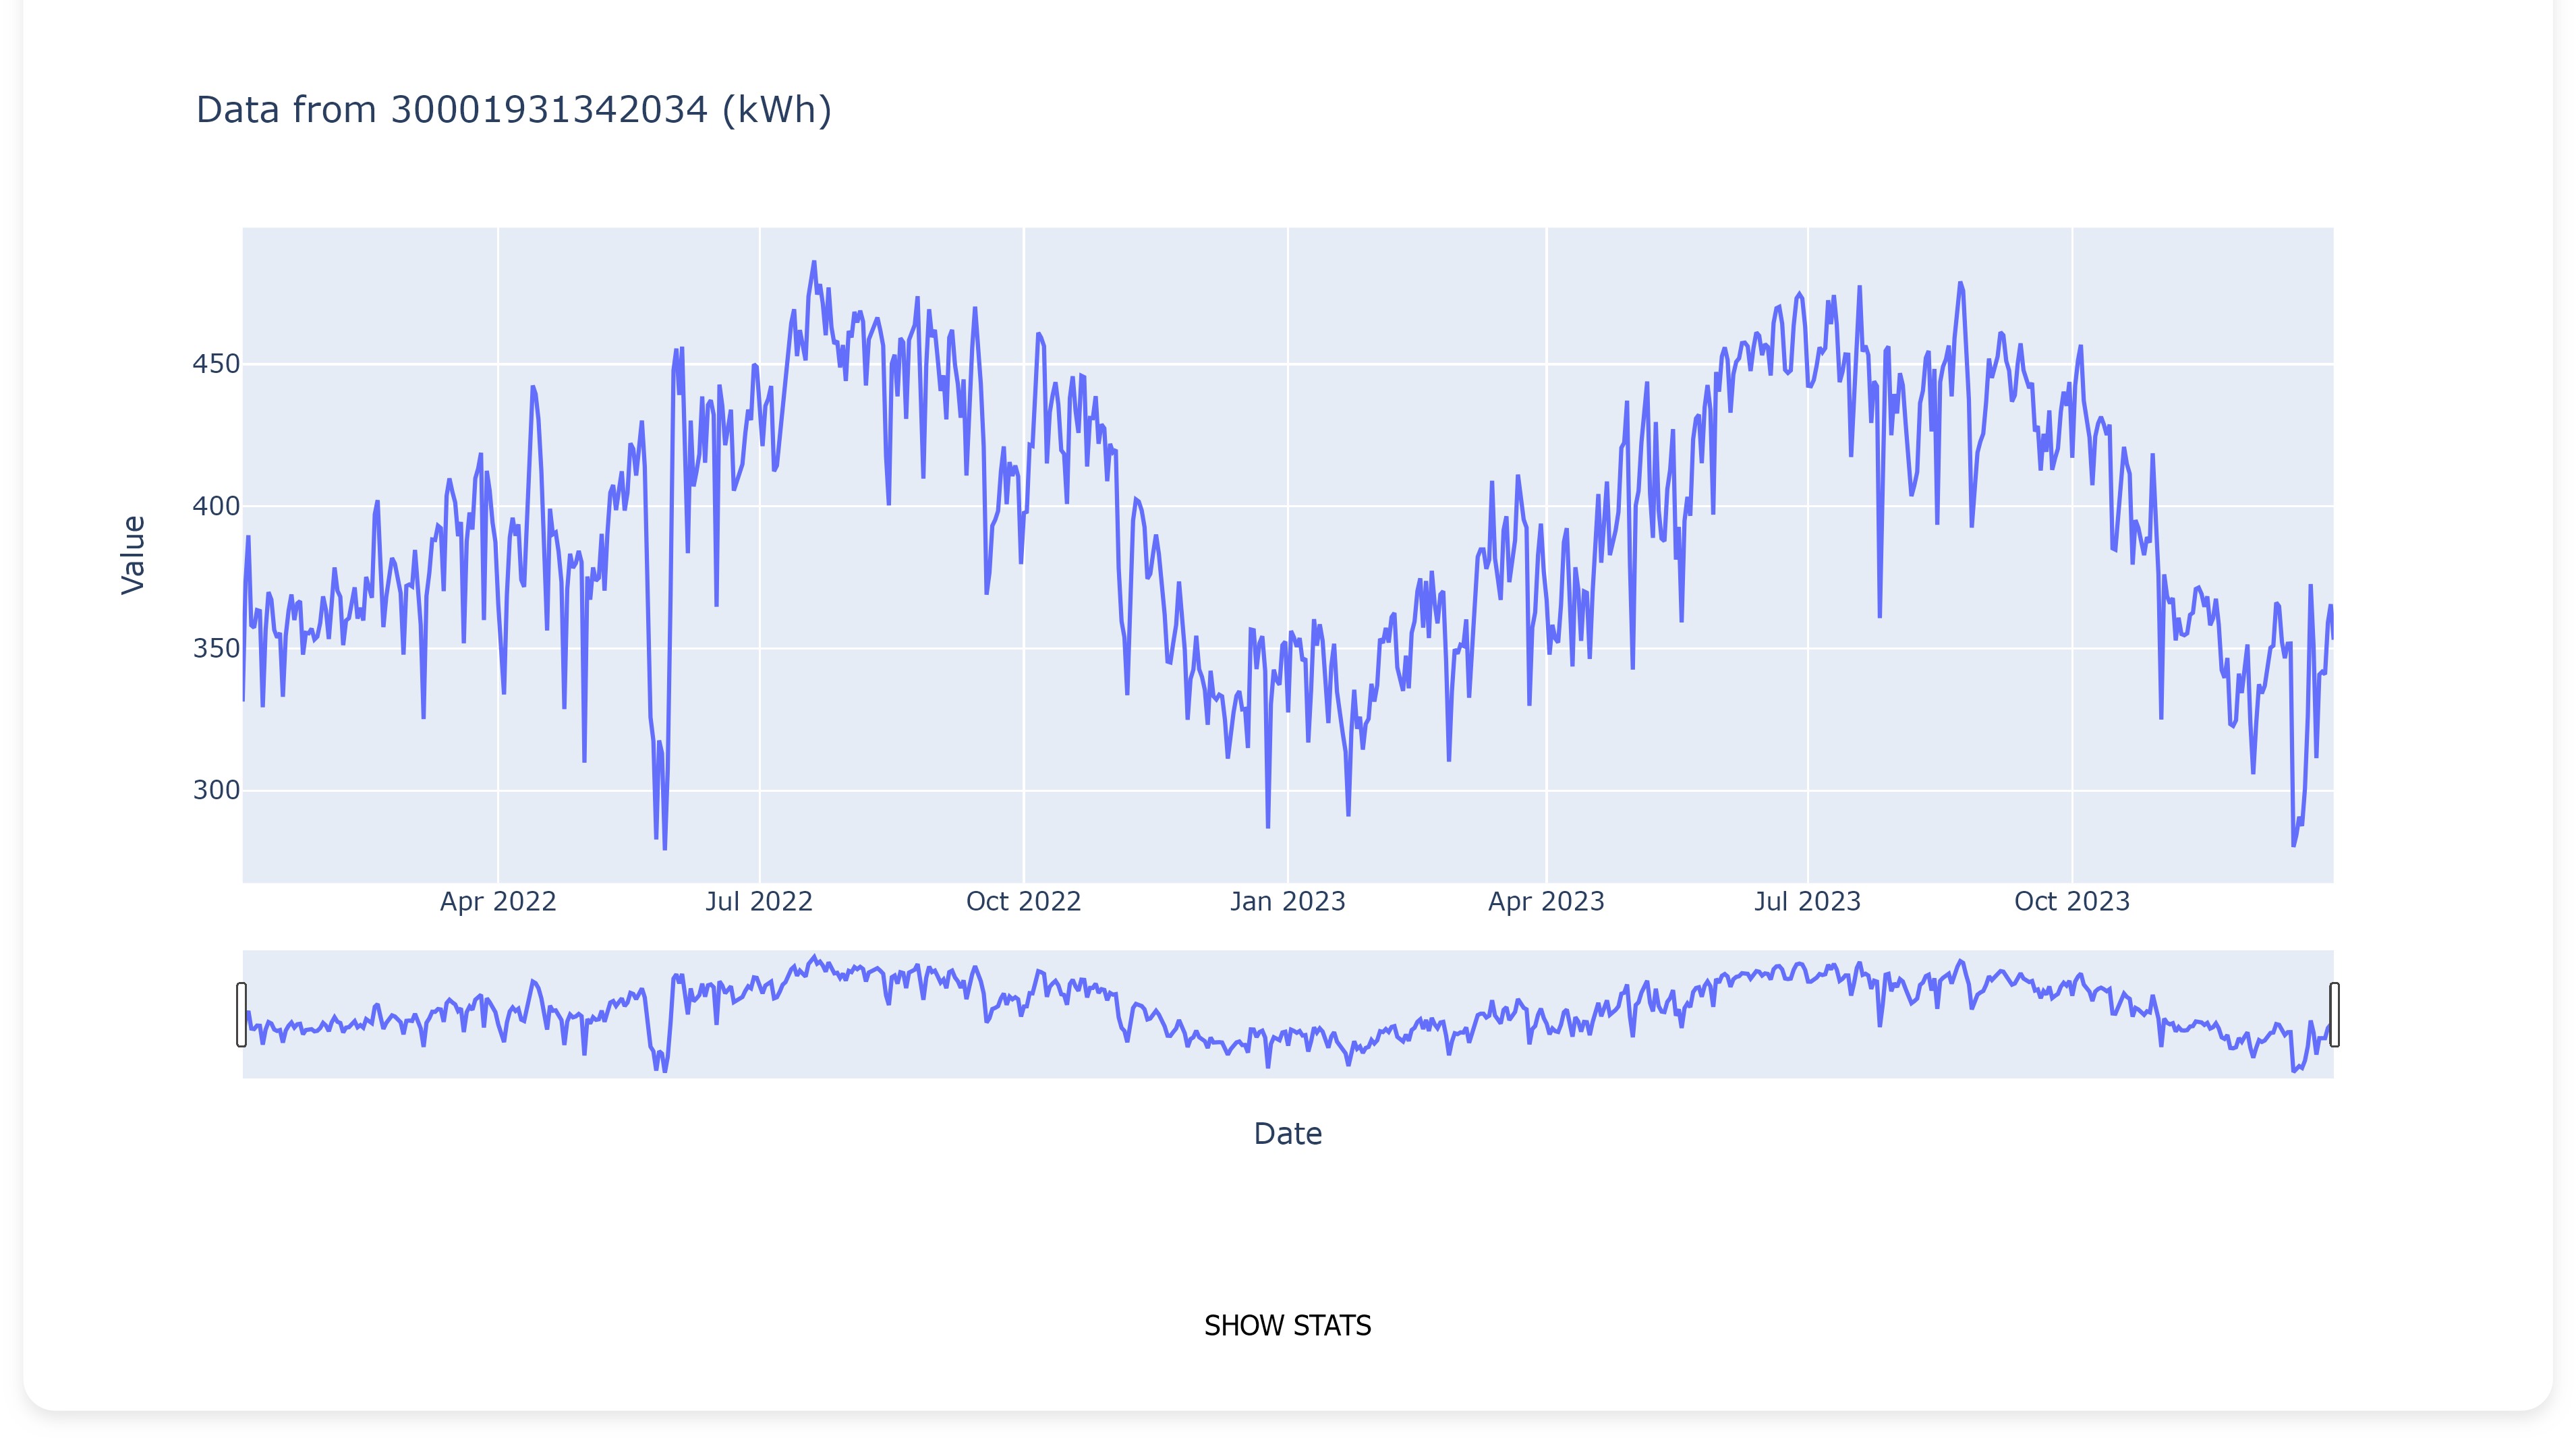 Data from 30001931342034 (kWh)
Value
450
400
350
300
Apr 2022
Jul 2022
Oct 2022
Jan 2023
Apr 2023
Jul 2023
Oct 2023
Date
SHOW STATS